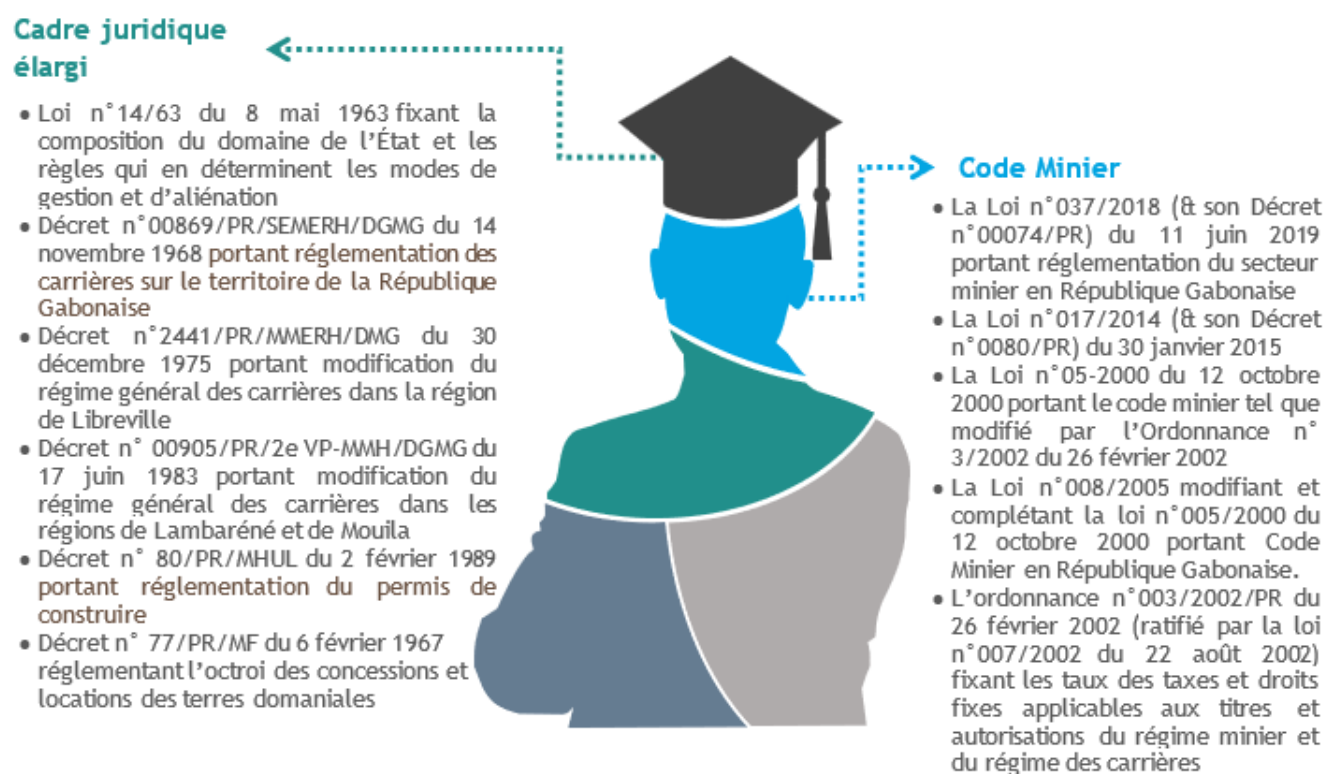 Cadre juridique
élargi
• Loi n°14/63 du 8 mai 1963 fixant la
composition du domaine de l'État et les
règles qui en déterminent les modes de
gestion et d'aliénation
• Décret n°00869/PR/SEMERH/DGMG du 14
novembre 1968 portant réglementation des
carrières sur le territoire de la République
Gabonaise
• Décret n°2441/PR/MMERH/DMG du 30
décembre 1975 portant modification du
régime général des carrières dans la région
de Libreville
• Décret n° 00905/PR/2e VP-MMH/DGMG du
17 juin 1983 portant modification du
régime général des carrières dans les
régions de Lambaréné et de Mouila
• Décret n° 80/PR/MHUL du 2 février 1989
portant réglementation du permis de
construire
• Décret n° 77/PR/MF du 6 février 1967
réglementant l'octroi des concessions et
locations des terres domaniales
Code Minier
• La Loi n°037/2018 (& son Décret
n°00074/PR) du 11 juin 2019
portant réglementation du secteur
minier en République Gabonaise
• La Loi n°017/2014 (& son Décret
n°0080/PR) du 30 janvier 2015
• La Loi n°05-2000 du 12 octobre
2000 portant le code minier tel que
modifié par l'Ordonnance n°
3/2002 du 26 février 2002
• La Loi n°008/2005 modifiant et
complétant la loi n°005/2000 du
12 octobre 2000 portant Code
Minier en République Gabonaise.
• L'ordonnance n°003/2002/PR du
26 février 2002 (ratifié par la loi
n°007/2002 du 22 août 2002)
fixant les taux des taxes et droits
fixes applicables aux titres et
autorisations du régime minier et
du régime des carrières